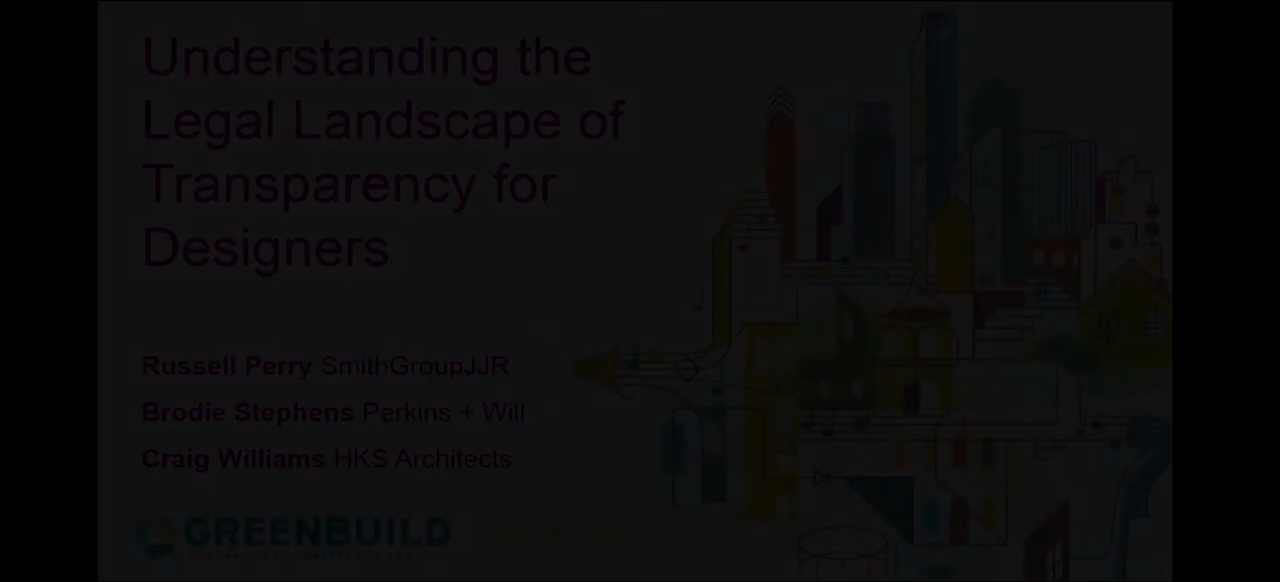 Understanding the
Legal Landscape of
Transparency for
Designers
Russell Perry SmithGroupJJR
Brodie Stephens Perkins + Will
Craig Williams HKS Architects
GREENBUILD